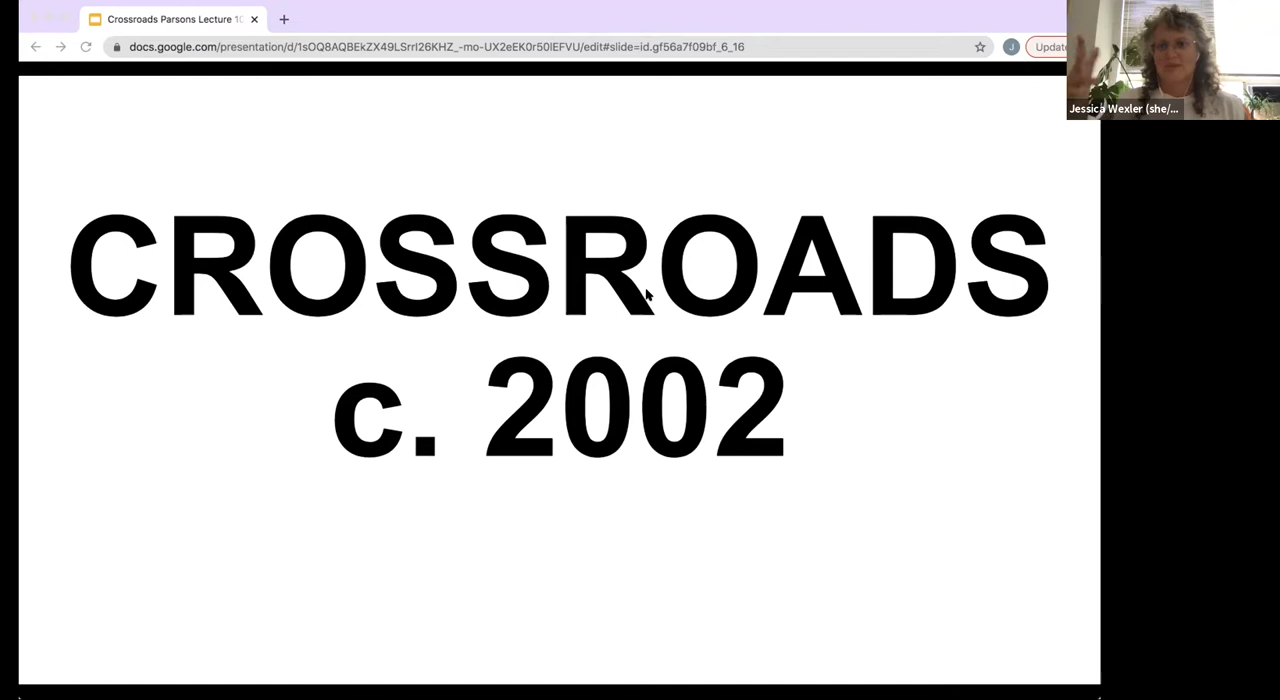 Crossroads Parsons Lecture 10
docs.google.com/presentation/d/1sOQ8AQBEkZX49LSrrI26KHZ_-mo-UX2eEK0r50lEFVU/edit#slide=id.gf56a7f09bf_6_16
J
Update
Jessica Wexler (she/...
CROSSROADS
c. 2002